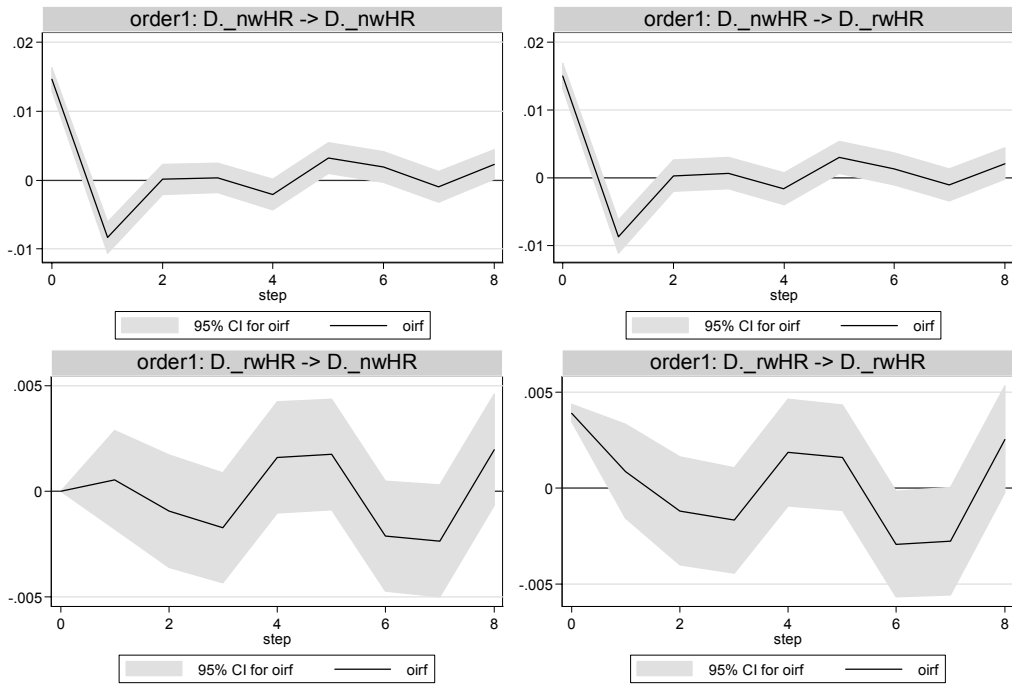 order1: D._nwHR -> D._nwHR
.02
.01
0
-.01
0 2 4 6 8
step
95% CI for oirf oirf
order1: D._nwHR -> D._rwHR
.02
.01
0
-.01
0 2 4 6 8
step
95% CI for oirf oirf
order1: D._rwHR -> D._nwHR
.005
0
-.005
0 2 4 6 8
step
95% CI for oirf oirf
order1: D._rwHR -> D._rwHR
.005
0
-.005
0 2 4 6 8
step
95% CI for oirf oirf